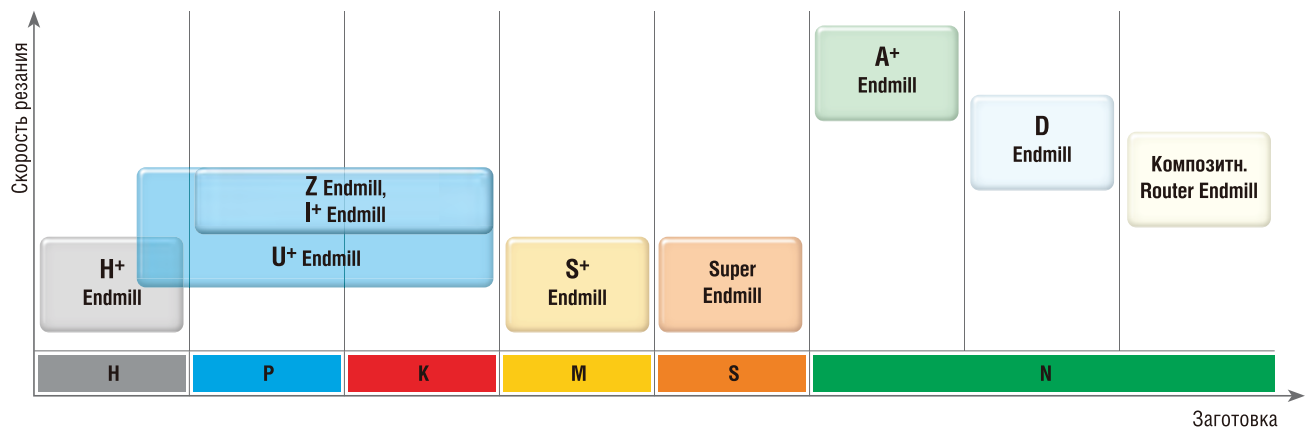 Скорость резания
A+
Endmill
D
Endmill
Композитн.
Router Endmill
Z Endmill,
I+ Endmill
U+ Endmill
H+
Endmill
S+
Endmill
Super
Endmill
H
P
K
M
S
N
Заготовка